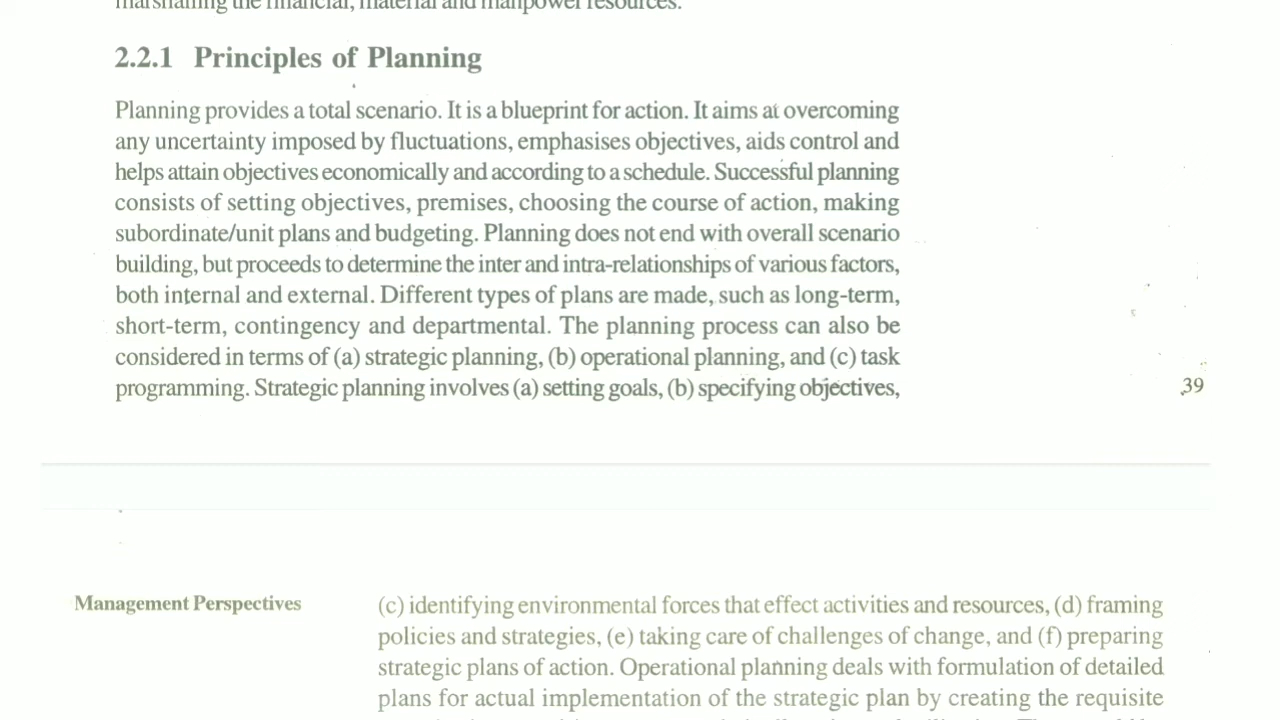 marshalling the financial, material and manpower resources.
2.2.1 Principles of Planning
Planning provides a total scenario. It is a blueprint for action. It aims at overcoming
any uncertainty imposed by fluctuations, emphasises objectives, aids control and
helps attain objectives economically and according to a schedule. Successful planning
consists of setting objectives, premises, choosing the course of action, making
subordinate/unit plans and budgeting. Planning does not end with overall scenario
building, but proceeds to determine the inter and intra-relationships of various factors,
both internal and external. Different types of plans are made, such as long-term,
short-term, contingency and departmental. The planning process can also be
considered in terms of (a) strategic planning, (b) operational planning, and (c) task
programming. Strategic planning involves (a) setting goals, (b) specifying objectives,
39
Management Perspectives
(c) identifying environmental forces that effect activities and resources, (d) framing
policies and strategies, (e) taking care of challenges of change, and (f) preparing
strategic plans of action. Operational planning deals with formulation of detailed
plans for actual implementation of the strategic plan by creating the requisite